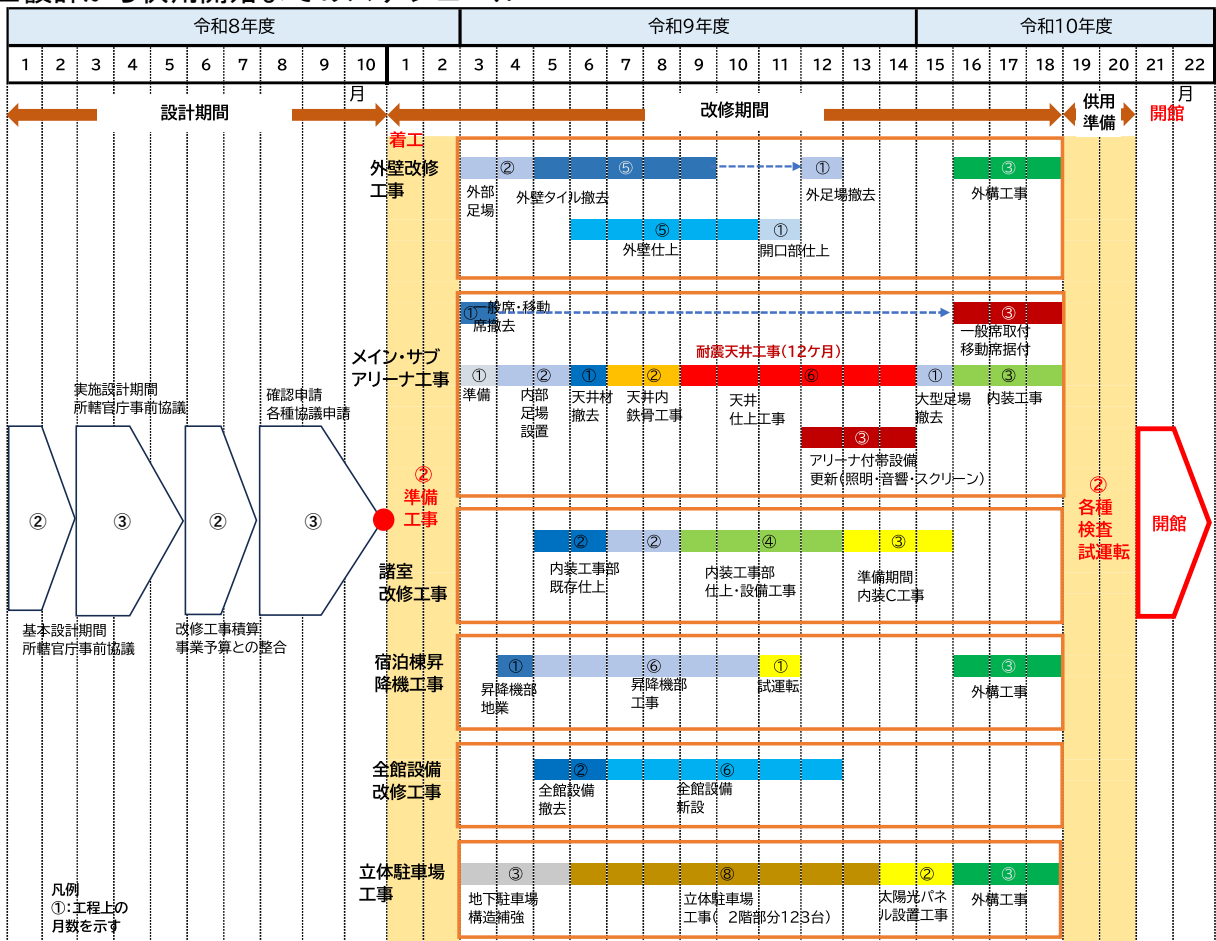 令和8年度 令和9年度 令和10年度
1 2 3 4 5 6 7 8 9 10 1 2 3 4 5 6 7 8 9 10 11 12 13 14 15 16 17 18 19 20 21 22
月 月
設計期間 改修期間 供用
準備
開館
着工
外壁改修
工事
② ⑤ ① ③
外部
足場
外壁タイル撤去
外足場撤去
外構工事
⑤ ①
外壁仕上
開口部仕上
メイン・サブ
アリーナ工事
① ③
一般席・移動
席撤去
一般席取付
移動席据付
耐震天井工事(12ケ月)
① ② ① ② ⑥ ① ③
準備
内部
足場
設置
天井材
撤去
天井内
鉄骨工事
天井
仕上工事
大型足場
撤去
内装工事
③
アリーナ付帯設備
更新(照明・音響・スクリーン)
実施設計期間
所轄官庁事前協議
確認申請
各種協議申請
② ③ ② ③
基本設計期間
所轄官庁事前協議
改修工事積算
事業予算との整合
②
準備
工事
②
各種
検査
試運転
開館
諸室
改修工事
② ② ④ ③
内装工事部
既存仕上
内装工事部
仕上・設備工事
準備期間
内装C工事
宿泊棟昇
降機工事
① ⑥ ① ③
昇降機部
地業
昇降機部
工事
試運転
外構工事
全館設備
改修工事
② ⑥
全館設備
撤去
全館設備
新設
立体駐車場
工事
③ ⑧ ② ③
地下駐車場
構造補強
立体駐車場
工事( 2階部分123台)
太陽光パネ
ル設置工事
外構工事
凡例
①:工程上の
月数を示す